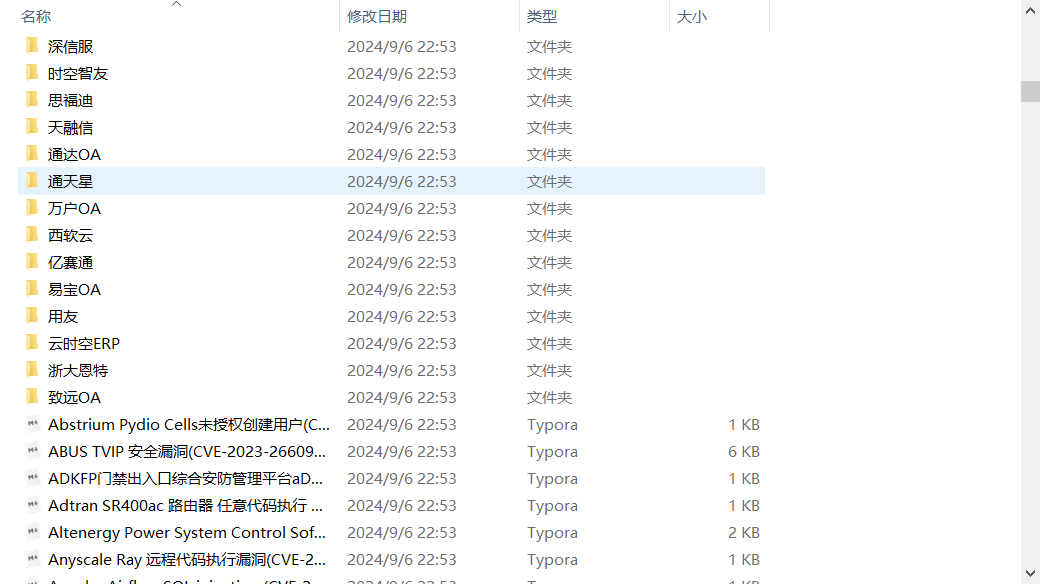 名称 修改日期 类型 大小
深信服 2024/9/6 22:53 文件夹
时空智友 2024/9/6 22:53 文件夹
思福迪 2024/9/6 22:53 文件夹
天融信 2024/9/6 22:53 文件夹
通达OA 2024/9/6 22:53 文件夹
通天星 2024/9/6 22:53 文件夹
万户OA 2024/9/6 22:53 文件夹
西软云 2024/9/6 22:53 文件夹
亿赛通 2024/9/6 22:53 文件夹
易宝OA 2024/9/6 22:53 文件夹
用友 2024/9/6 22:53 文件夹
云时空ERP 2024/9/6 22:53 文件夹
浙大恩特 2024/9/6 22:53 文件夹
致远OA 2024/9/6 22:53 文件夹
Abstrium Pydio Cells未授权创建用户(C... 2024/9/6 22:53 Typora 1 KB
ABUS TVIP 安全漏洞(CVE-2023-26609... 2024/9/6 22:53 Typora 6 KB
ADKFP门禁出入口综合安防管理平台aD... 2024/9/6 22:53 Typora 1 KB
Adtran SR400ac 路由器 任意代码执行 ... 2024/9/6 22:53 Typora 1 KB
Altenergy Power System Control Sof... 2024/9/6 22:53 Typora 2 KB
Anyscale Ray 远程代码执行漏洞(CVE-2... 2024/9/6 22:53 Typora 1 KB